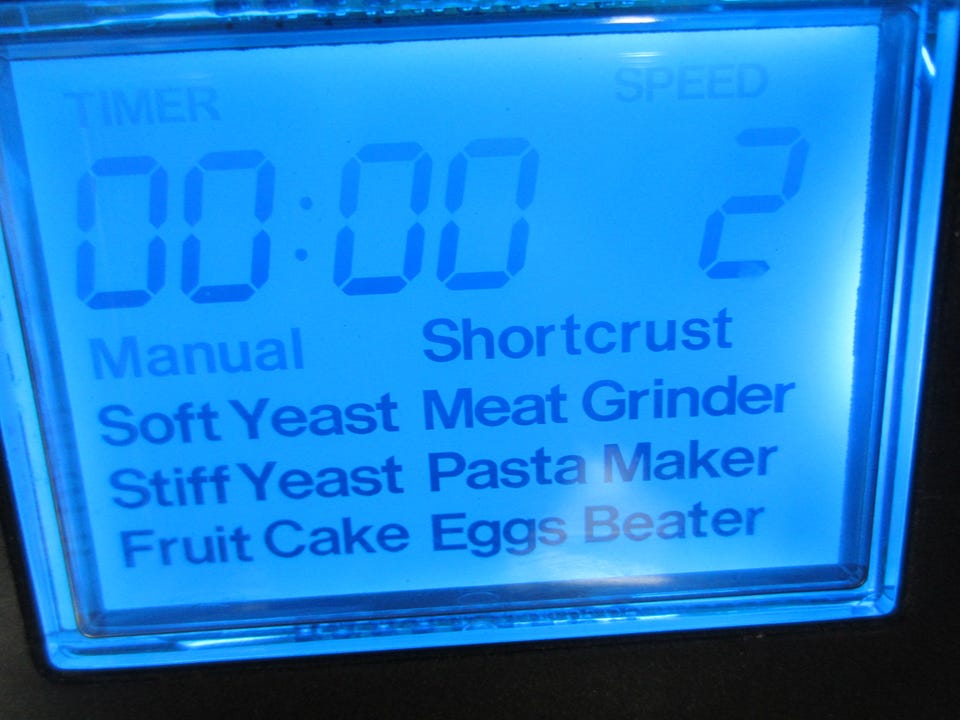 TIMER SPEED
00:00 2
Manual Shortcrust
Soft Yeast Meat Grinder
Stiff Yeast Pasta Maker
Fruit Cake Eggs Beater